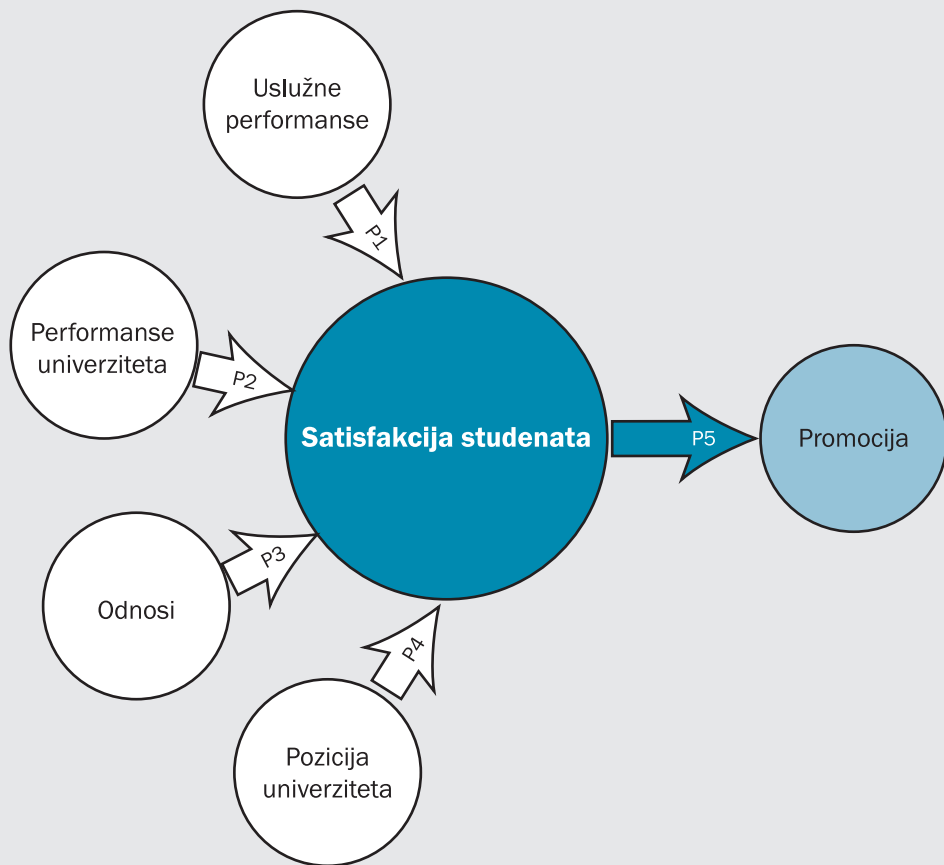 Uslužne
performanse
P1
Performanse
univerziteta
P2
Satisfakcija studenata
P5
Promocija
P3
Odnosi
P4
Pozicija
univerziteta